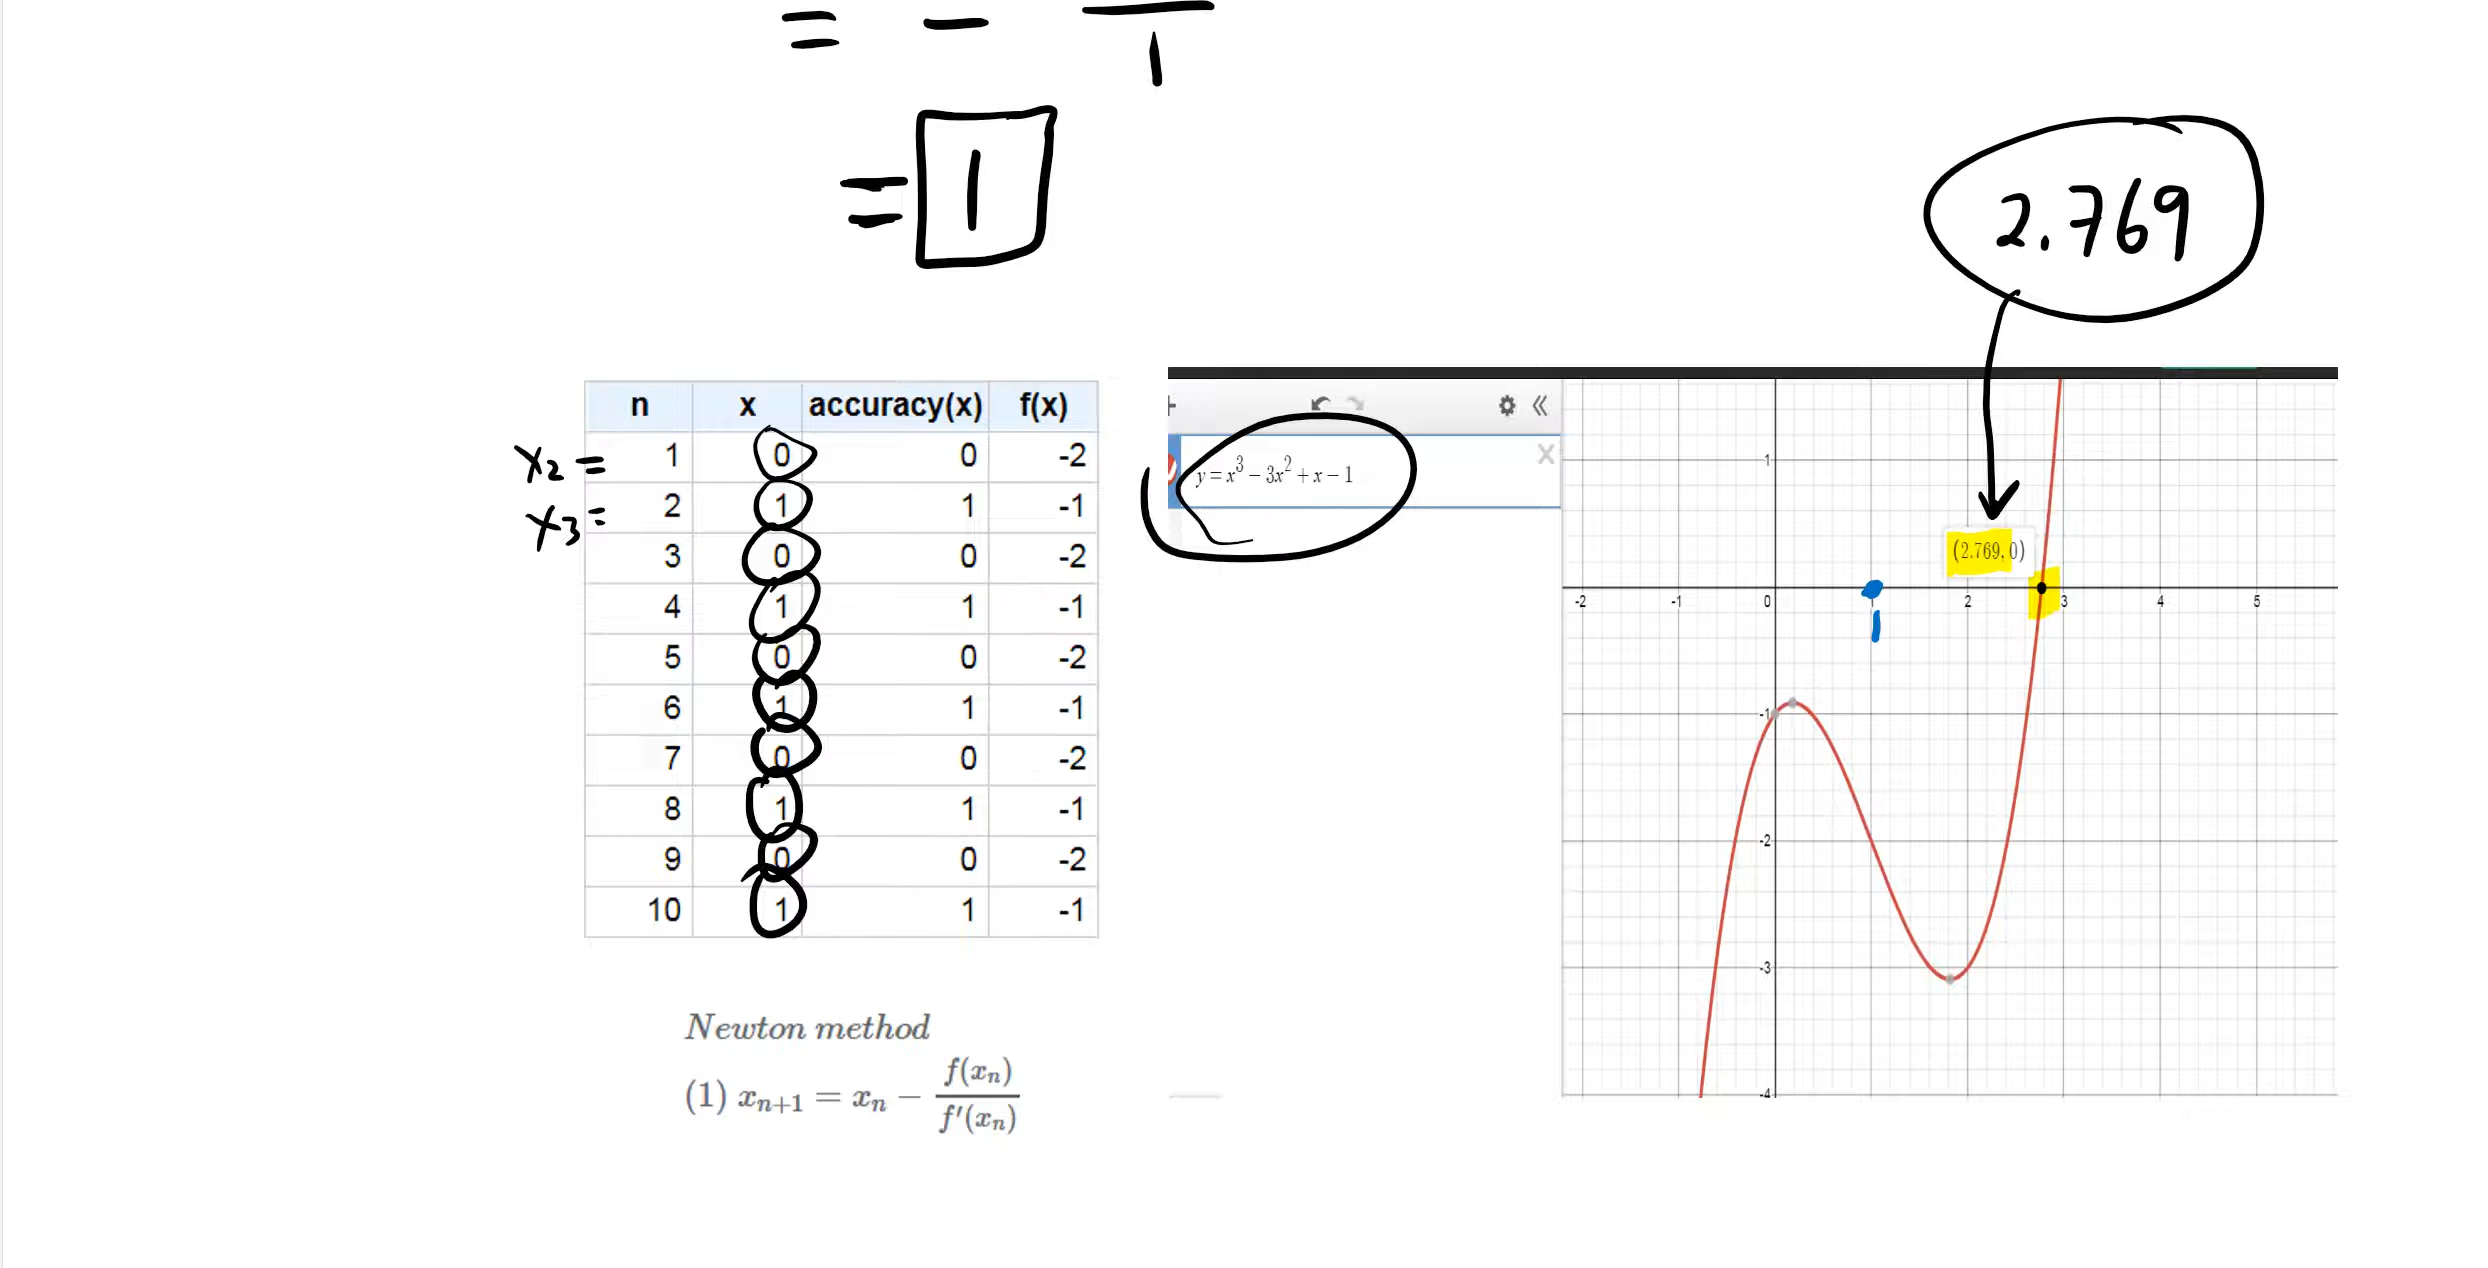 = - 1
= 1
2.769
n x accuracy(x) f(x)
x2 = 1 0 0 -2
x3 = 2 1 1 -1
3 0 0 -2
4 1 1 -1
5 0 0 -2
6 1 1 -1
7 0 0 -2
8 1 1 -1
9 0 0 -2
10 1 1 -1
Newton method
(1) xₙ₊₁ = xₙ − f(xₙ) / f′(xₙ)
y = x³ − 3x² + x − 1
X
(2.769, 0)
1
-2 -1 0 2 3 4 5
1
-1
-2
-3
-4